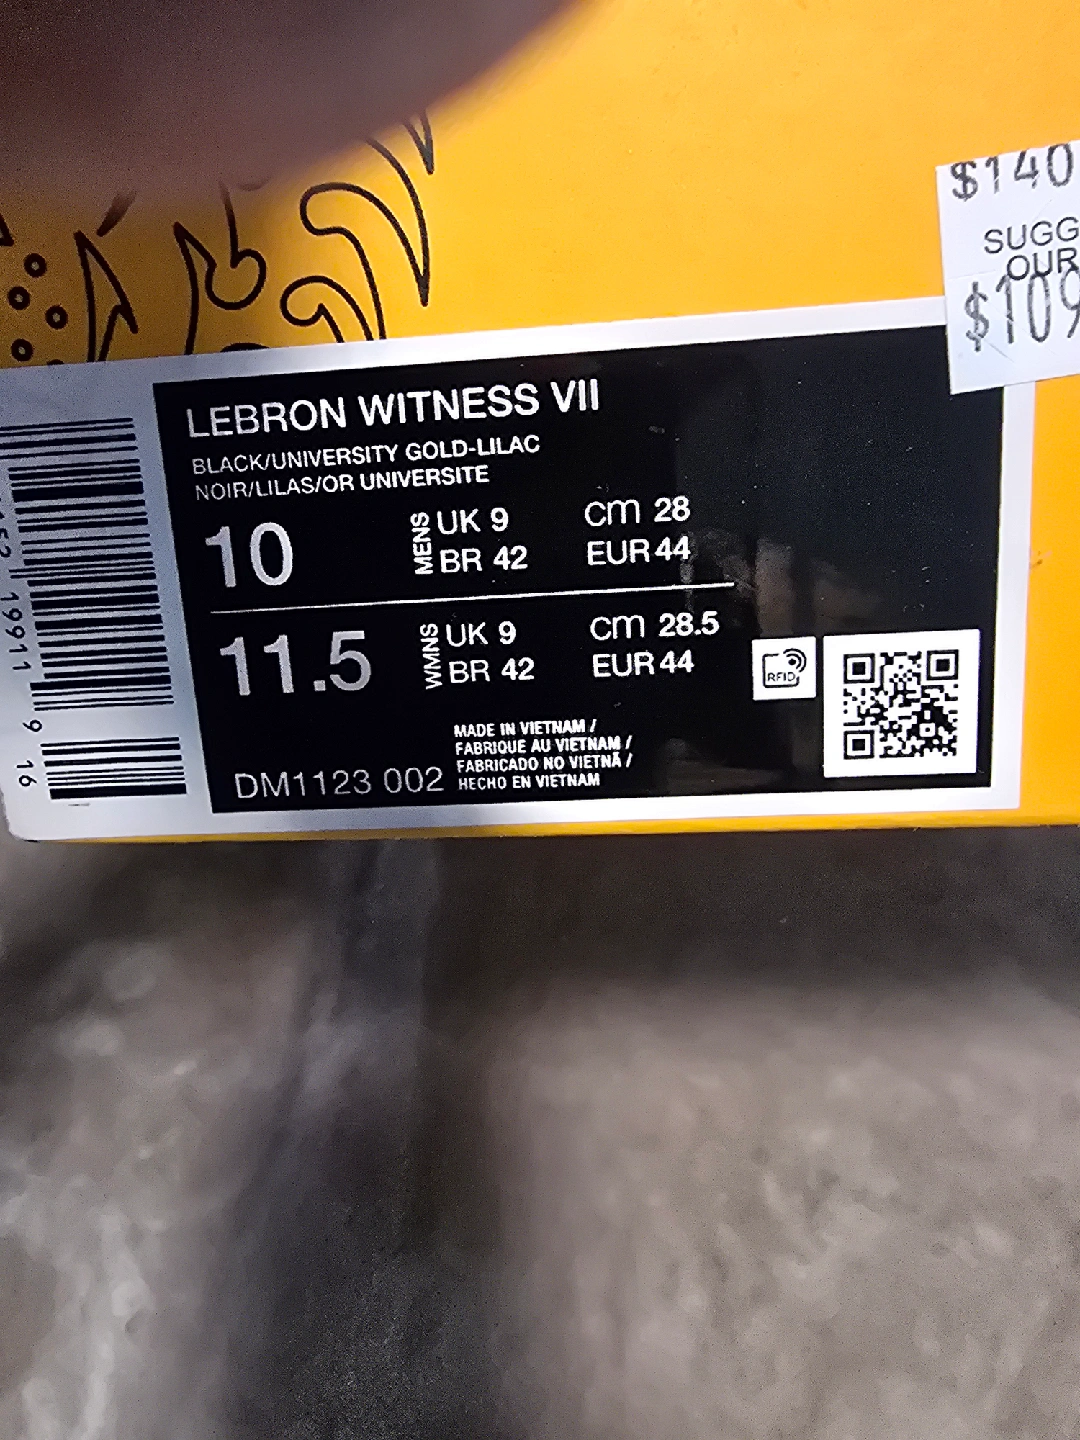 $140
SUGG
OUR
$109
LEBRON WITNESS VII
BLACK/UNIVERSITY GOLD-LILAC
NOIR/LILAS/OR UNIVERSITE
10
MENS
UK 9
cm 28
BR 42
EUR 44
11.5
WMNS
UK 9
cm 28.5
BR 42
EUR 44
RFID
MADE IN VIETNAM /
FABRIQUE AU VIETNAM /
FABRICADO NO VIETNÃ /
HECHO EN VIETNAM
DM1123 002
19911 9 16